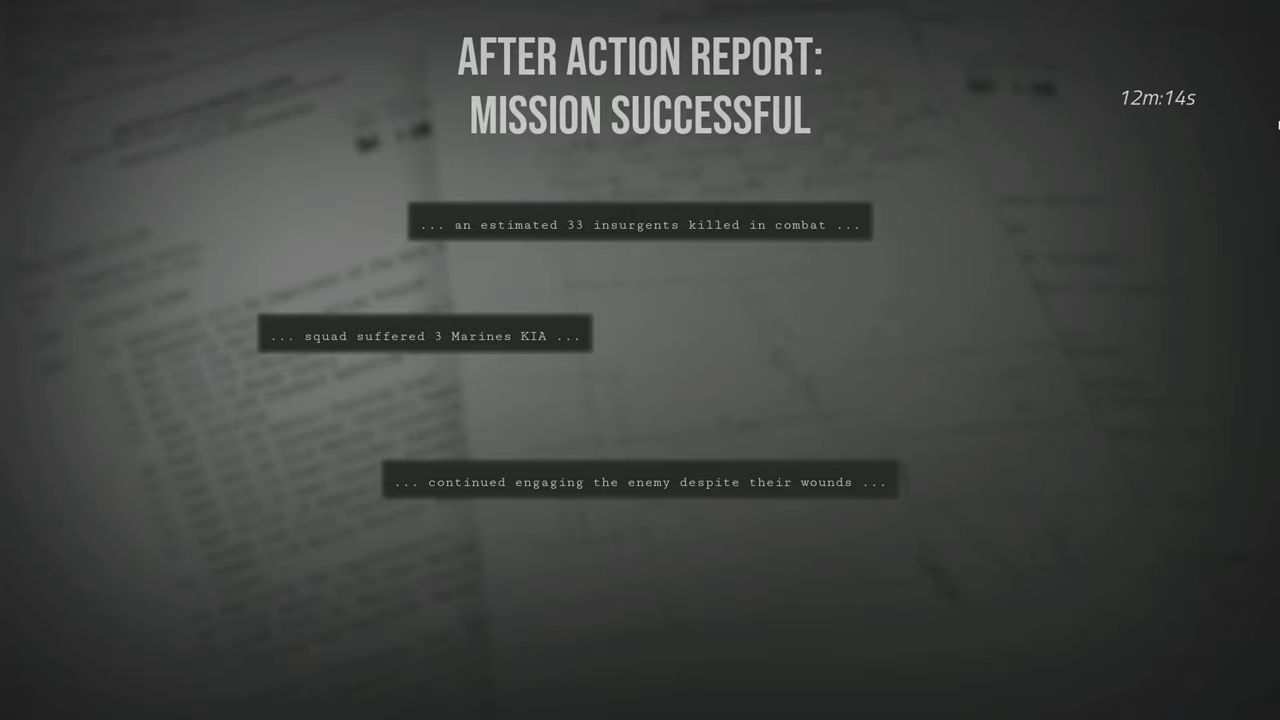 AFTER ACTION REPORT:
MISSION SUCCESSFUL
12m:14s
... an estimated 33 insurgents killed in combat ...
... squad suffered 3 Marines KIA ...
... continued engaging the enemy despite their wounds ...